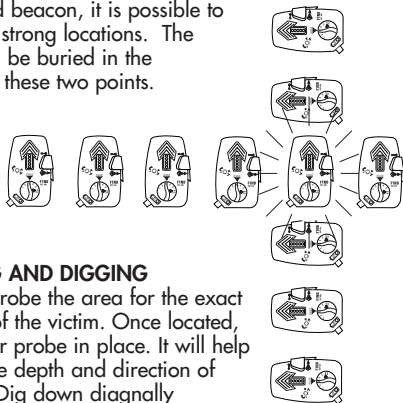 beacon, it is possible to
strong locations. The
be buried in the
these two points.
AND DIGGING
robe the area for the exact
of the victim. Once located,
r probe in place. It will help
e depth and direction of
Dig down diagnally